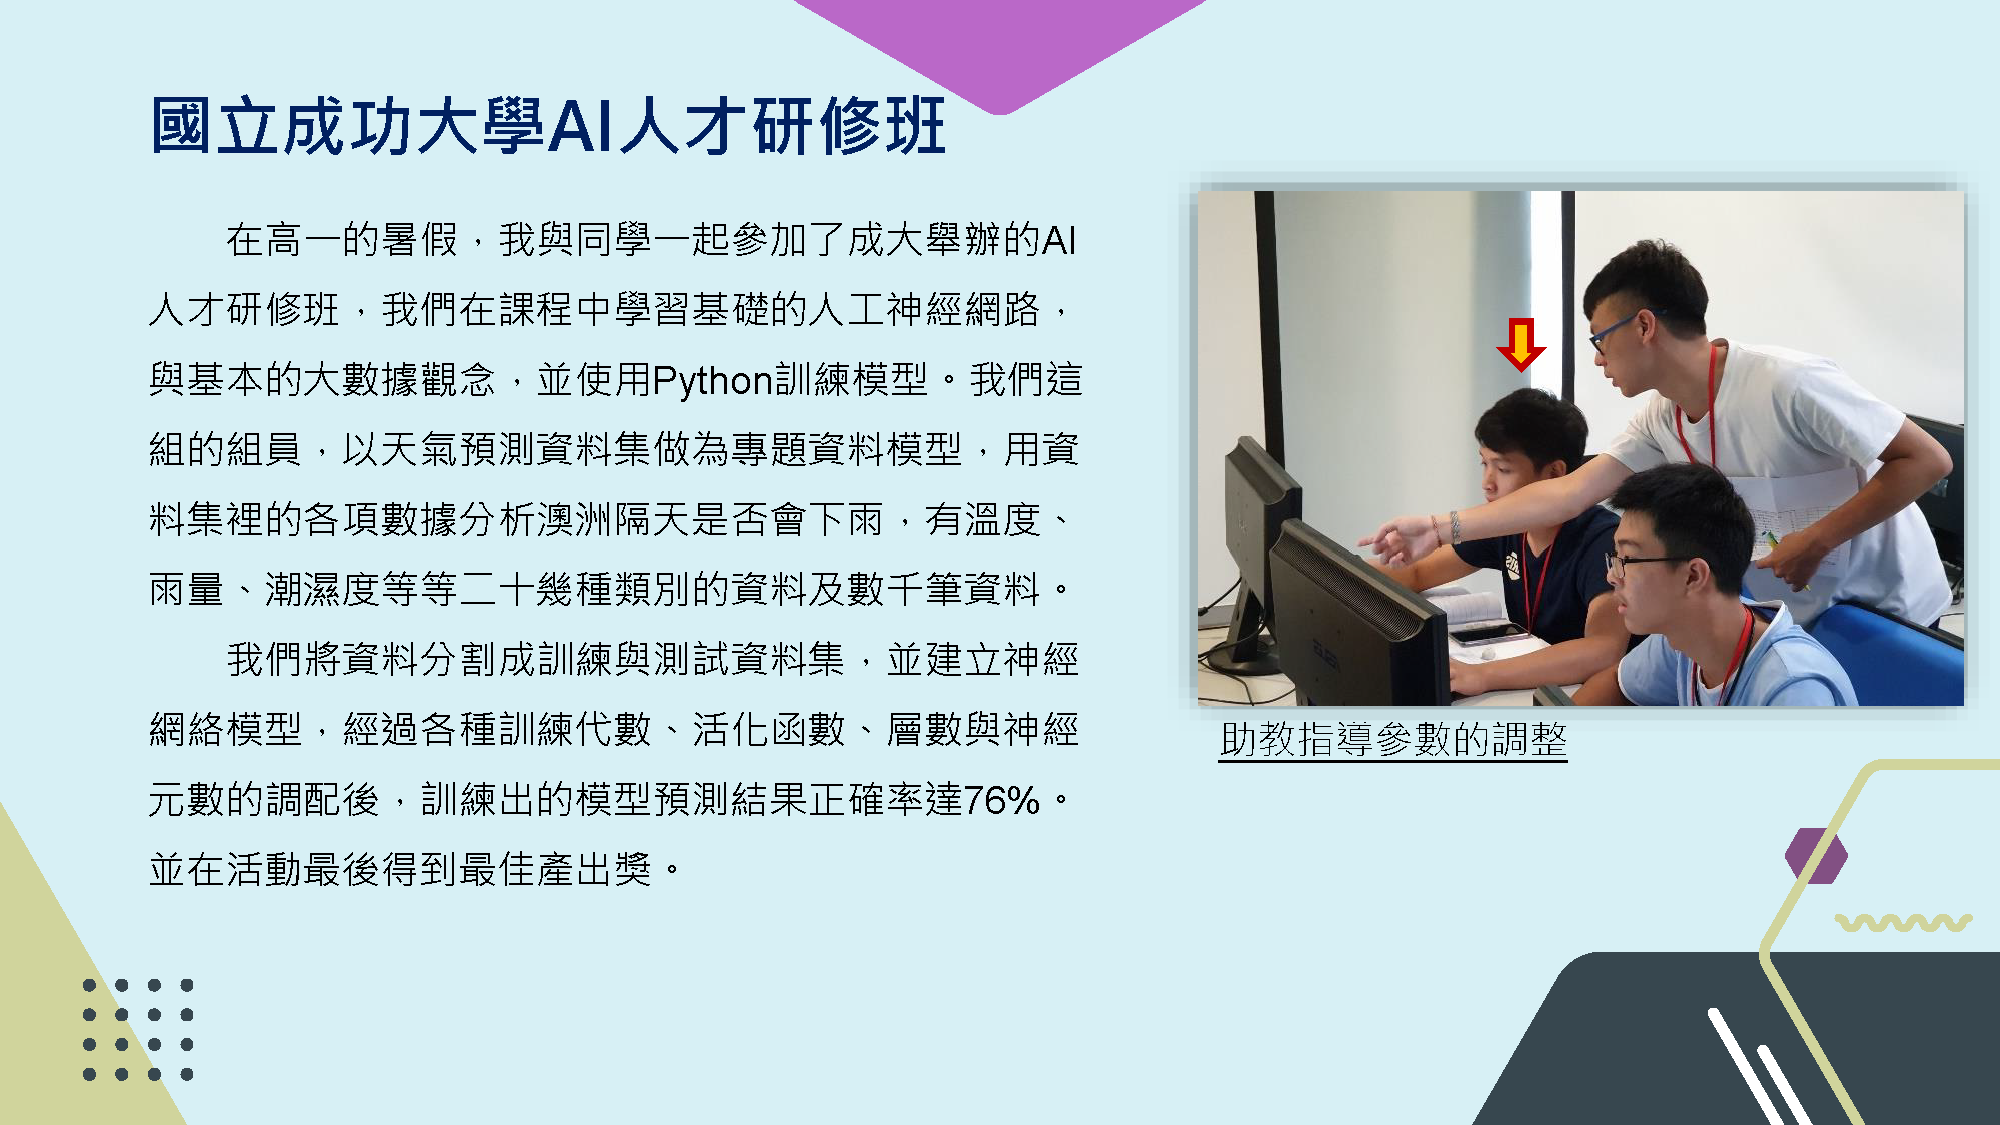 國立成功大學AI人才研修班
在高一的暑假，我與同學一起參加了成大舉辦的AI
人才研修班，我們在課程中學習基礎的人工神經網路，
與基本的大數據觀念，並使用Python訓練模型。我們這
組的組員，以天氣預測資料集做為專題資料模型，用資
料集裡的各項數據分析澳洲隔天是否會下雨，有溫度、
雨量、潮濕度等等二十幾種類別的資料及數千筆資料。
我們將資料分割成訓練與測試資料集，並建立神經
網絡模型，經過各種訓練代數、活化函數、層數與神經
元數的調配後，訓練出的模型預測結果正確率達76%。
並在活動最後得到最佳產出獎。
助教指導參數的調整